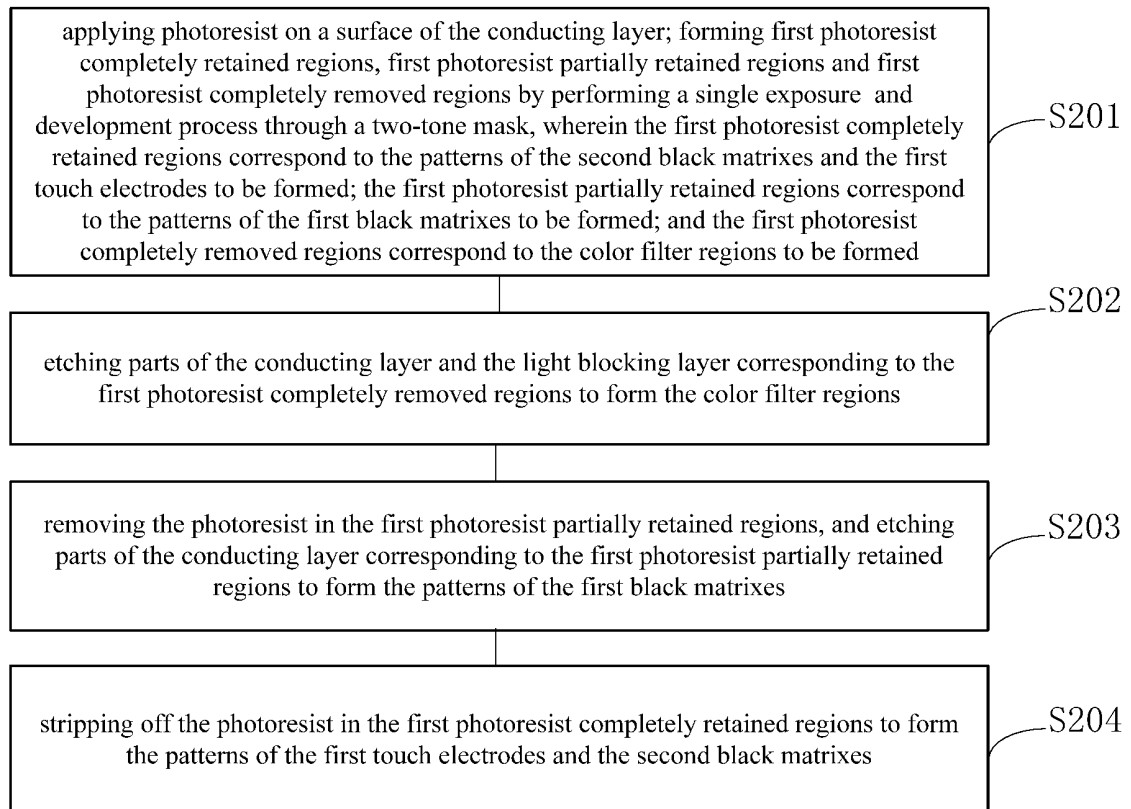 applying photoresist on a surface of the conducting layer; forming first photoresist
completely retained regions, first photoresist partially retained regions and first
photoresist completely removed regions by performing a single exposure and
development process through a two-tone mask, wherein the first photoresist completely
retained regions correspond to the patterns of the second black matrixes and the first
touch electrodes to be formed; the first photoresist partially retained regions correspond
to the patterns of the first black matrixes to be formed; and the first photoresist
completely removed regions correspond to the color filter regions to be formed
S201
S202
etching parts of the conducting layer and the light blocking layer corresponding to the
first photoresist completely removed regions to form the color filter regions
removing the photoresist in the first photoresist partially retained regions, and etching
parts of the conducting layer corresponding to the first photoresist partially retained
regions to form the patterns of the first black matrixes
S203
stripping off the photoresist in the first photoresist completely retained regions to form
the patterns of the first touch electrodes and the second black matrixes
S204